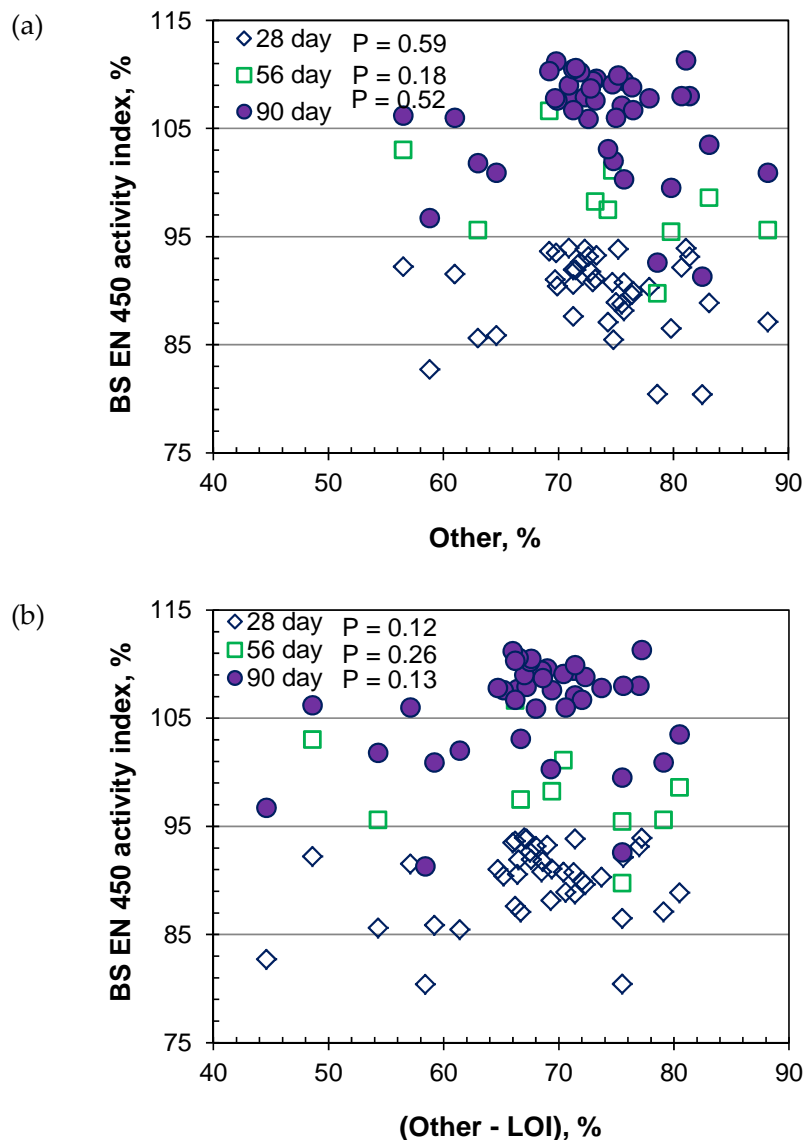 (a)
BS EN 450 activity index, %
115
105
95
85
75
28 day P = 0.59
56 day P = 0.18
90 day P = 0.52
40 50 60 70 80 90
Other, %
(b)
BS EN 450 activity index, %
115
105
95
85
75
28 day P = 0.12
56 day P = 0.26
90 day P = 0.13
40 50 60 70 80 90
(Other - LOI), %